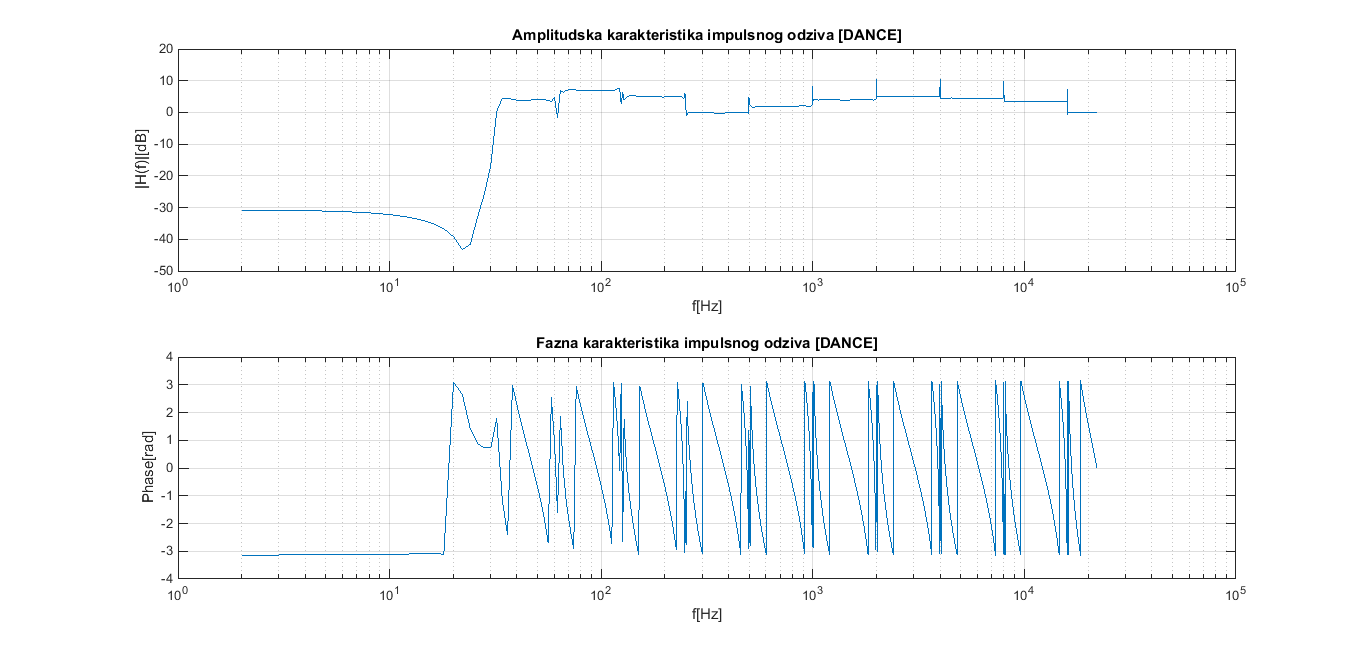 Amplitudska karakteristika impulsnog odziva [DANCE]
|H(f)|[dB]
20
10
0
-10
-20
-30
-40
-50
10^0 10^1 10^2 10^3 10^4 10^5
f[Hz]
Fazna karakteristika impulsnog odziva [DANCE]
Phase[rad]
4
3
2
1
0
-1
-2
-3
-4
10^0 10^1 10^2 10^3 10^4 10^5
f[Hz]